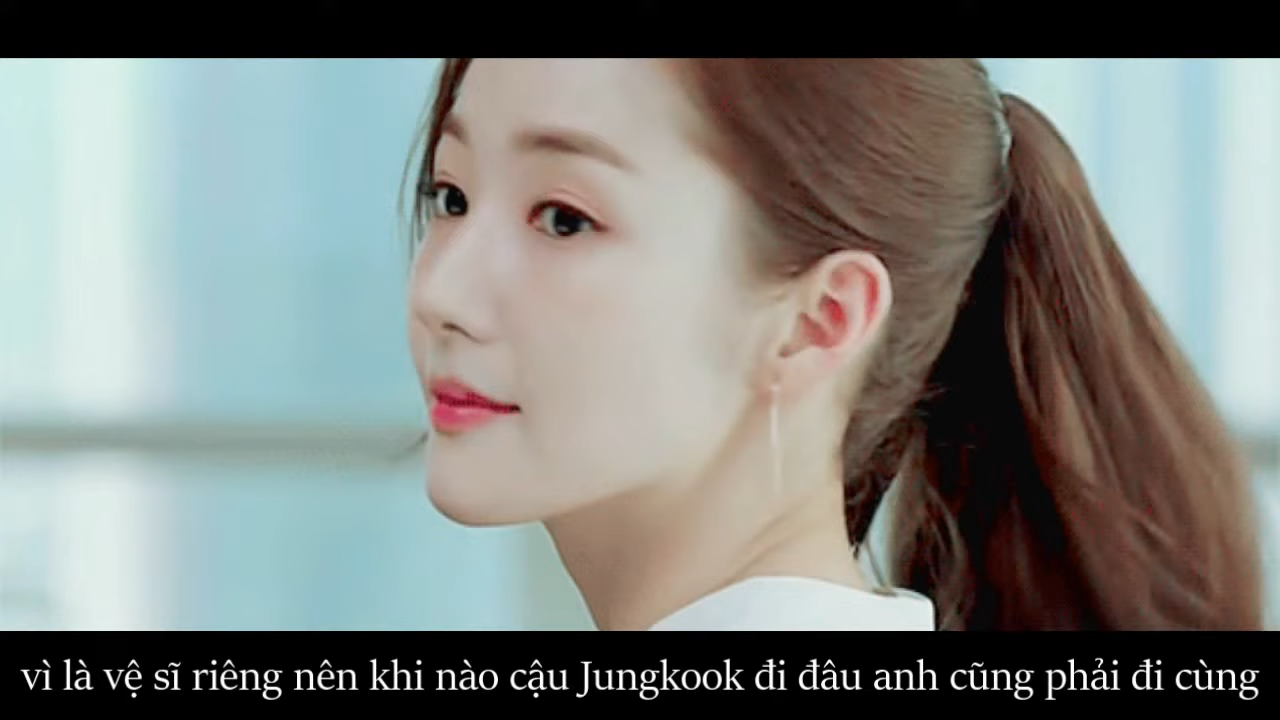 vì là vệ sĩ riêng nên khi nào cậu Jungkook đi đâu anh cũng phải đi cùng